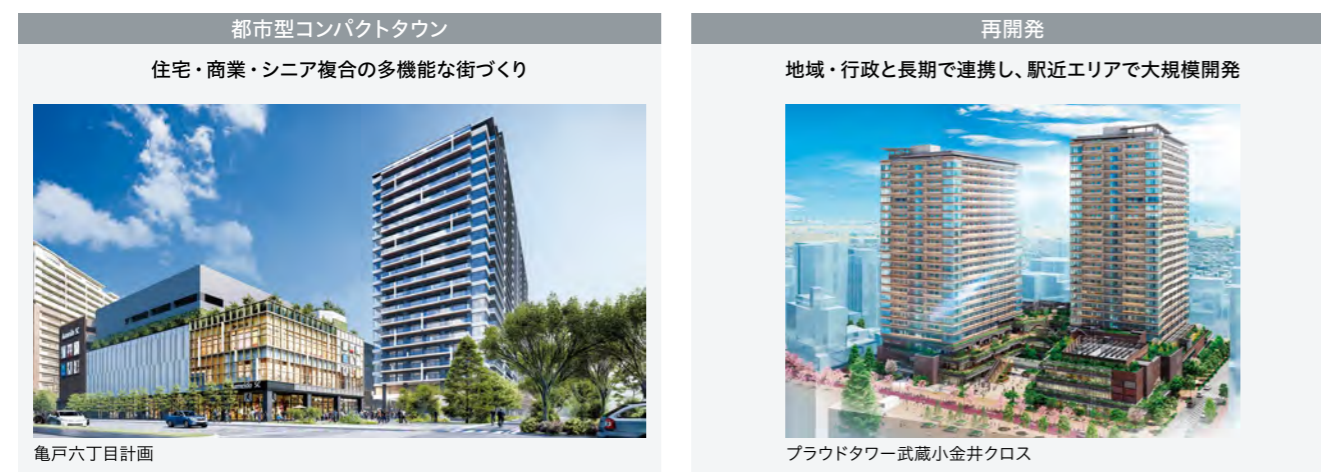 都市型コンパクトタウン
住宅・商業・シニア複合の多機能な街づくり
亀戸六丁目計画
再開発
地域・行政と長期で連携し、駅近エリアで大規模開発
プラウドタワー武蔵小金井クロス